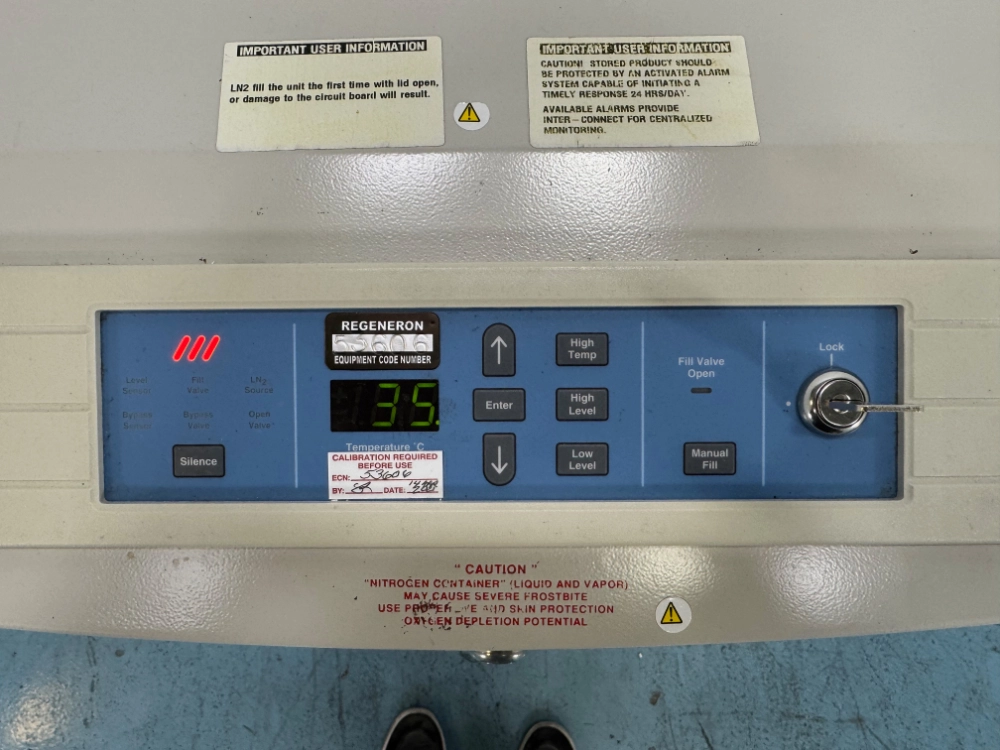 IMPORTANT USER INFORMATION
LN2 fill the unit the first time with lid open,
or damage to the circuit board will result.
IMPORTANT USER INFORMATION
CAUTION! STORED PRODUCT SHOULD
BE PROTECTED BY AN ACTIVATED ALARM
SYSTEM CAPABLE OF INITIATING A
TIMELY RESPONSE 24 HRS/DAY.
AVAILABLE ALARMS PROVIDE
INTER-CONNECT FOR CENTRALIZED
MONITORING.
REGENERON
53606
EQUIPMENT CODE NUMBER
35.
Temperature °C
CALIBRATION REQUIRED
BEFORE USE
ECN: 53606
BY: DATE:
Level
Sensor
Fill
Valve
LN2
Source
Bypass
Sensor
Bypass
Valve
Open
Valve
Silence
Enter
High
Temp
High
Level
Low
Level
Fill Valve
Open
Manual
Fill
Lock
" CAUTION "
"NITROGEN CONTAINER" (LIQUID AND VAPOR)
MAY CAUSE SEVERE FROSTBITE
USE PROPER EYE AND SKIN PROTECTION
OXYGEN DEPLETION POTENTIAL